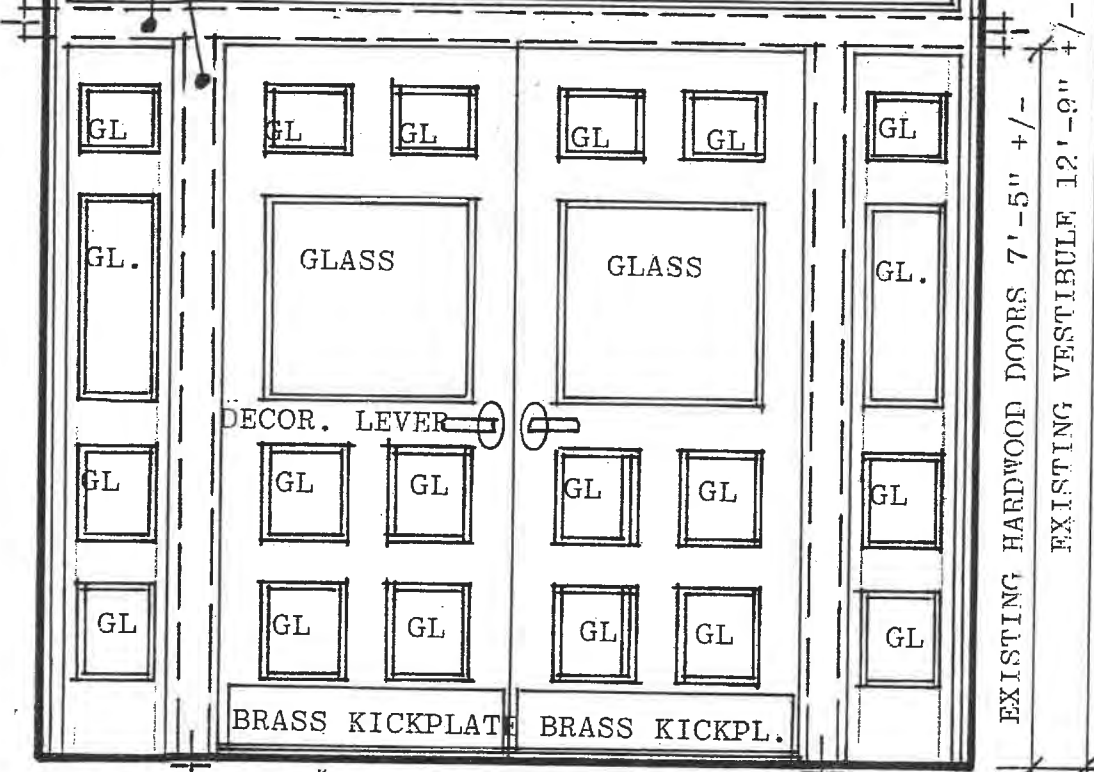 GL GL GL GL GL GL
GL. GLASS GLASS GL.
DECOR. LEVER
GL GL GL GL GL GL
GL GL GL GL GL GL
BRASS KICKPLATE BRASS KICKPL.
EXISTING HARDWOOD DOORS 7'-5" +/-
EXISTING VESTIBULE 12'-9" +/-